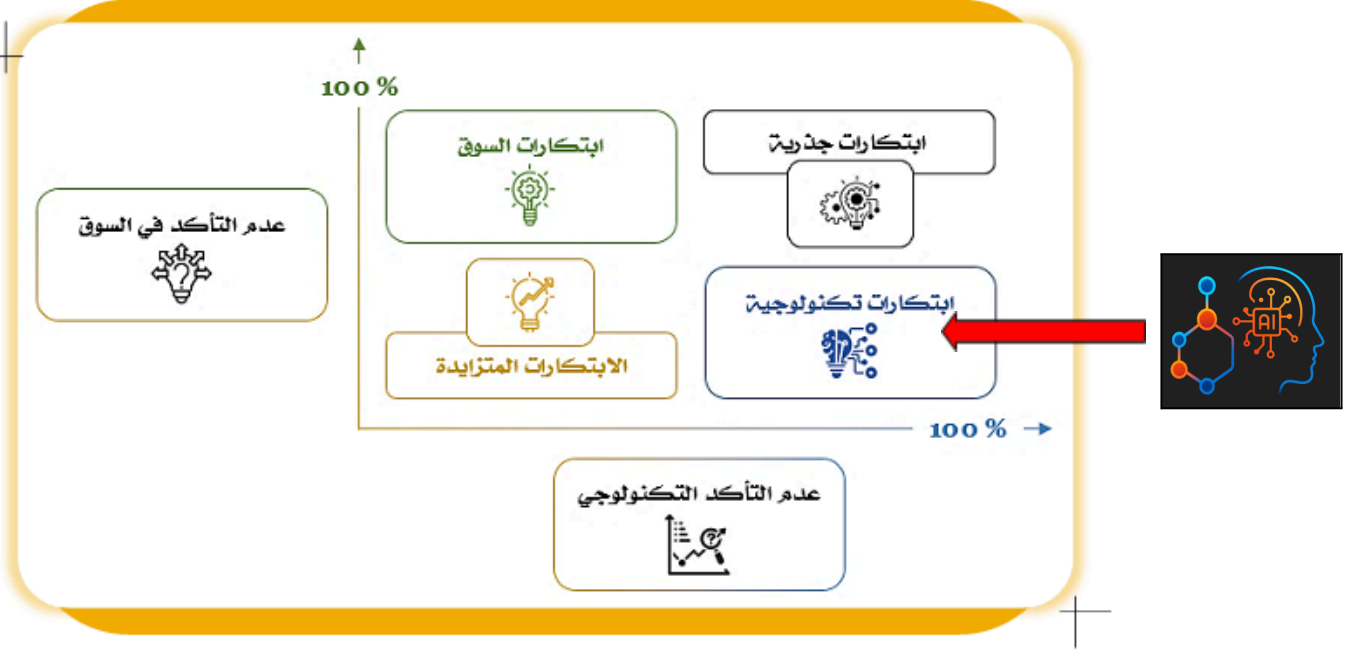 100 %
ابتكارات السوق
ابتكارات جذرية
عدم التأكد في السوق
ابتكارات تكنولوجية
AI
الابتكارات المتزايدة
100 %
عدم التأكد التكنولوجي